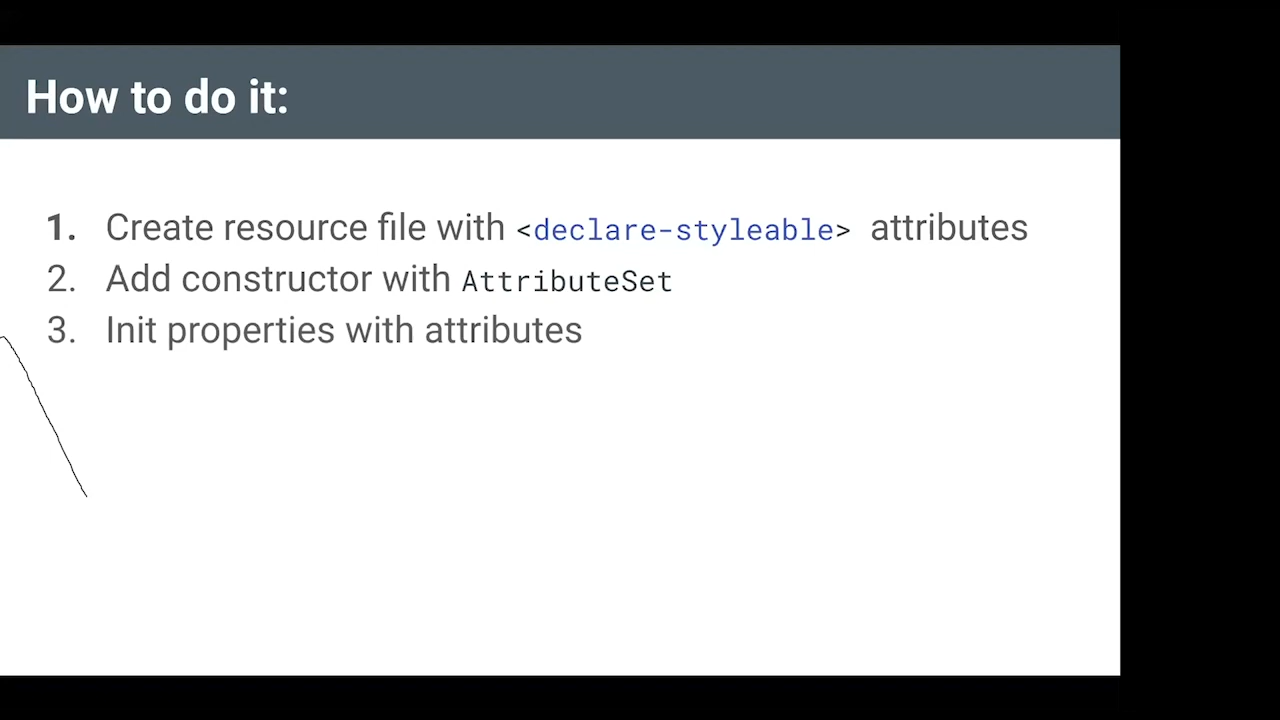 How to do it:
1. Create resource file with <declare-styleable> attributes
2. Add constructor with AttributeSet
3. Init properties with attributes